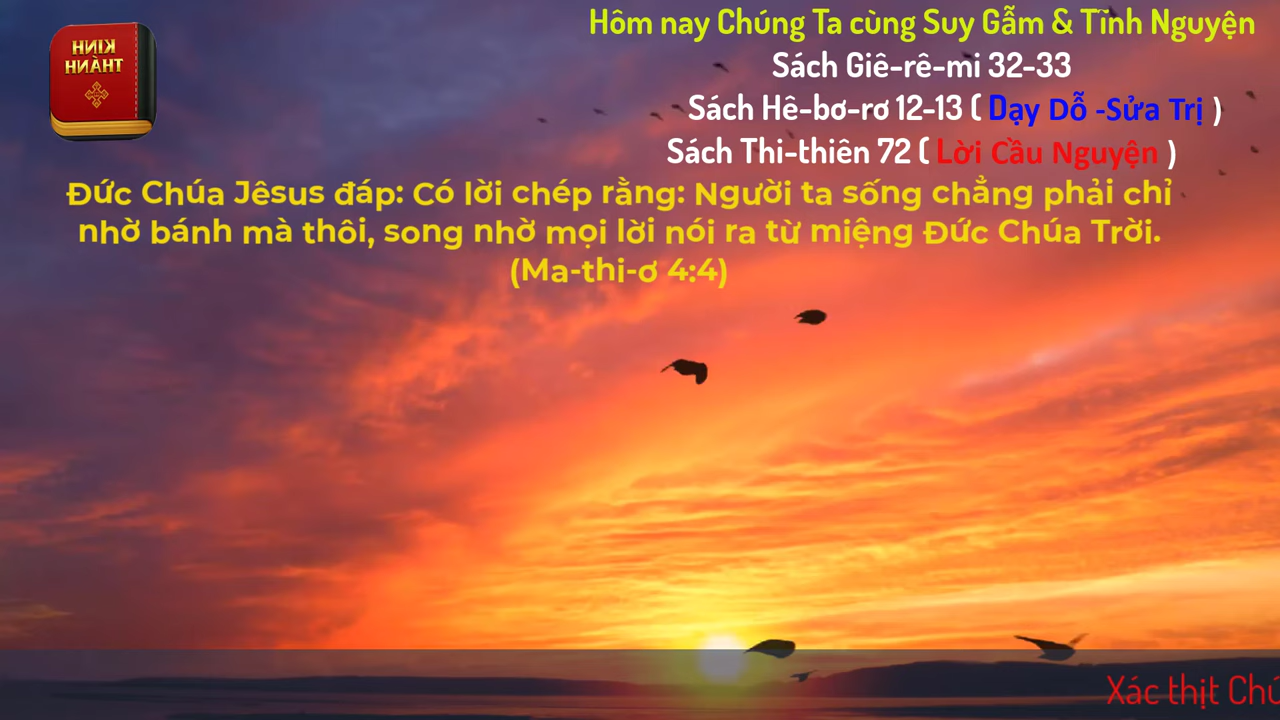 KINH
THÁNH
Hôm nay Chúng Ta cùng Suy Gẫm & Tĩnh Nguyện
Sách Giê-rê-mi 32-33
Sách Hê-bơ-rơ 12-13 ( Dạy Dỗ -Sửa Trị )
Sách Thi-thiên 72 ( Lời Cầu Nguyện )
Đức Chúa Jêsus đáp: Có lời chép rằng: Người ta sống chẳng phải chỉ
nhờ bánh mà thôi, song nhờ mọi lời nói ra từ miệng Đức Chúa Trời.
(Ma-thi-ơ 4:4)
Xác thịt